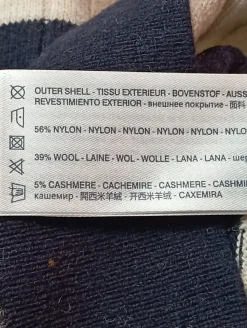 OUTER SHELL - TISSU EXTERIEUR - BOVENSTOF - AUSS
REVESTIMIENTO EXTERIOR - внешнее покрытие - 面料
56% NYLON - NYLON - NYLON - NYLON - NYLON - NYLO
39% WOOL - LAINE - WOL - WOLLE - LANA - LANA - шер
5% CASHMERE - CACHEMIRE - CASHMERE - CASHMI
кашемир - 開西米羊絨 - 开西米羊绒 - CAXEMIRA